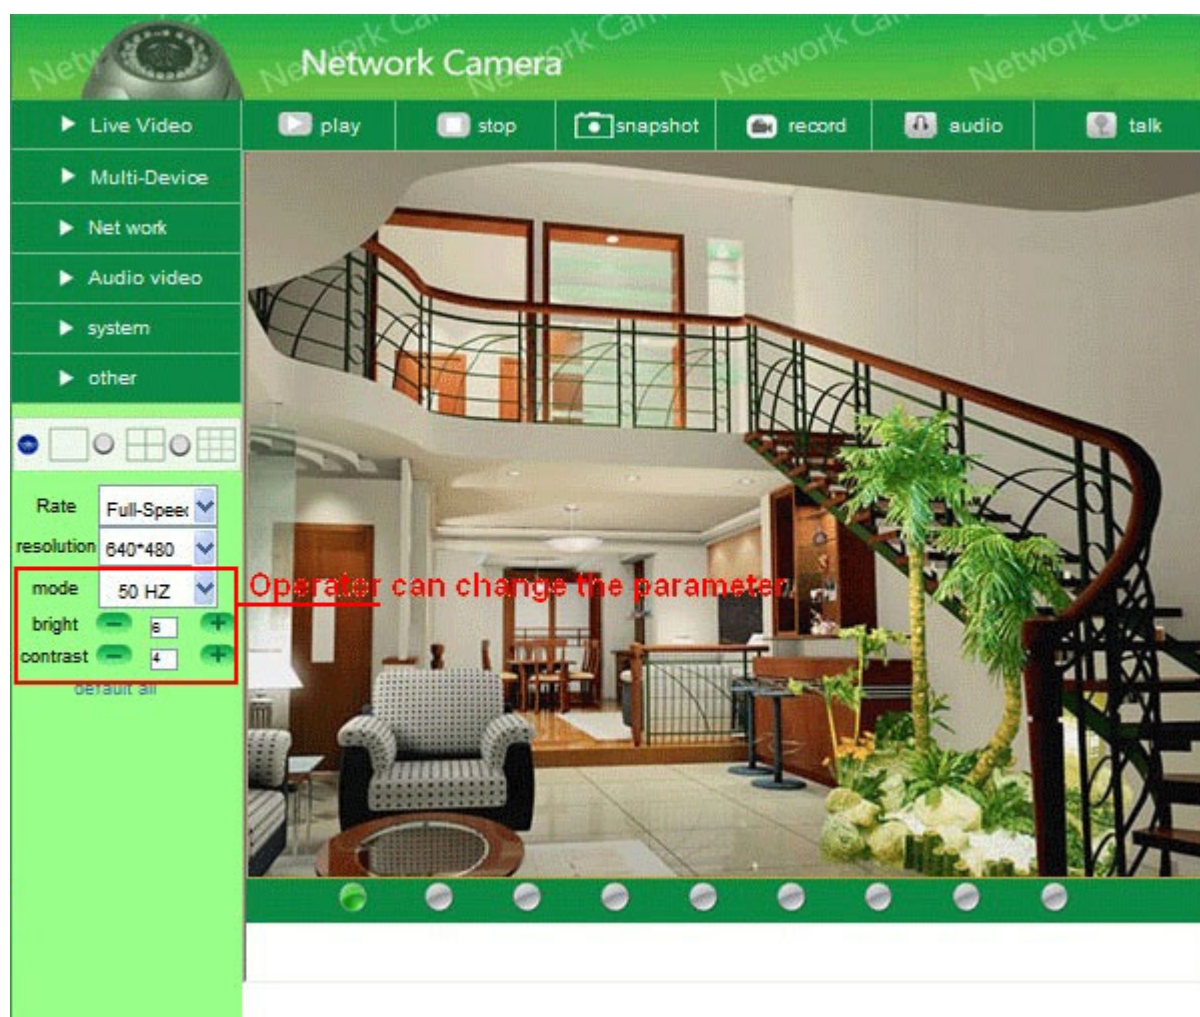 Network Camera
Live Video
play
stop
snapshot
record
audio
talk
Multi-Device
Net work
Audio video
system
other
Rate
Full-Speed
resolution
640*480
mode
50 HZ
Operator can change the parameter
bright
6
contrast
4
default all